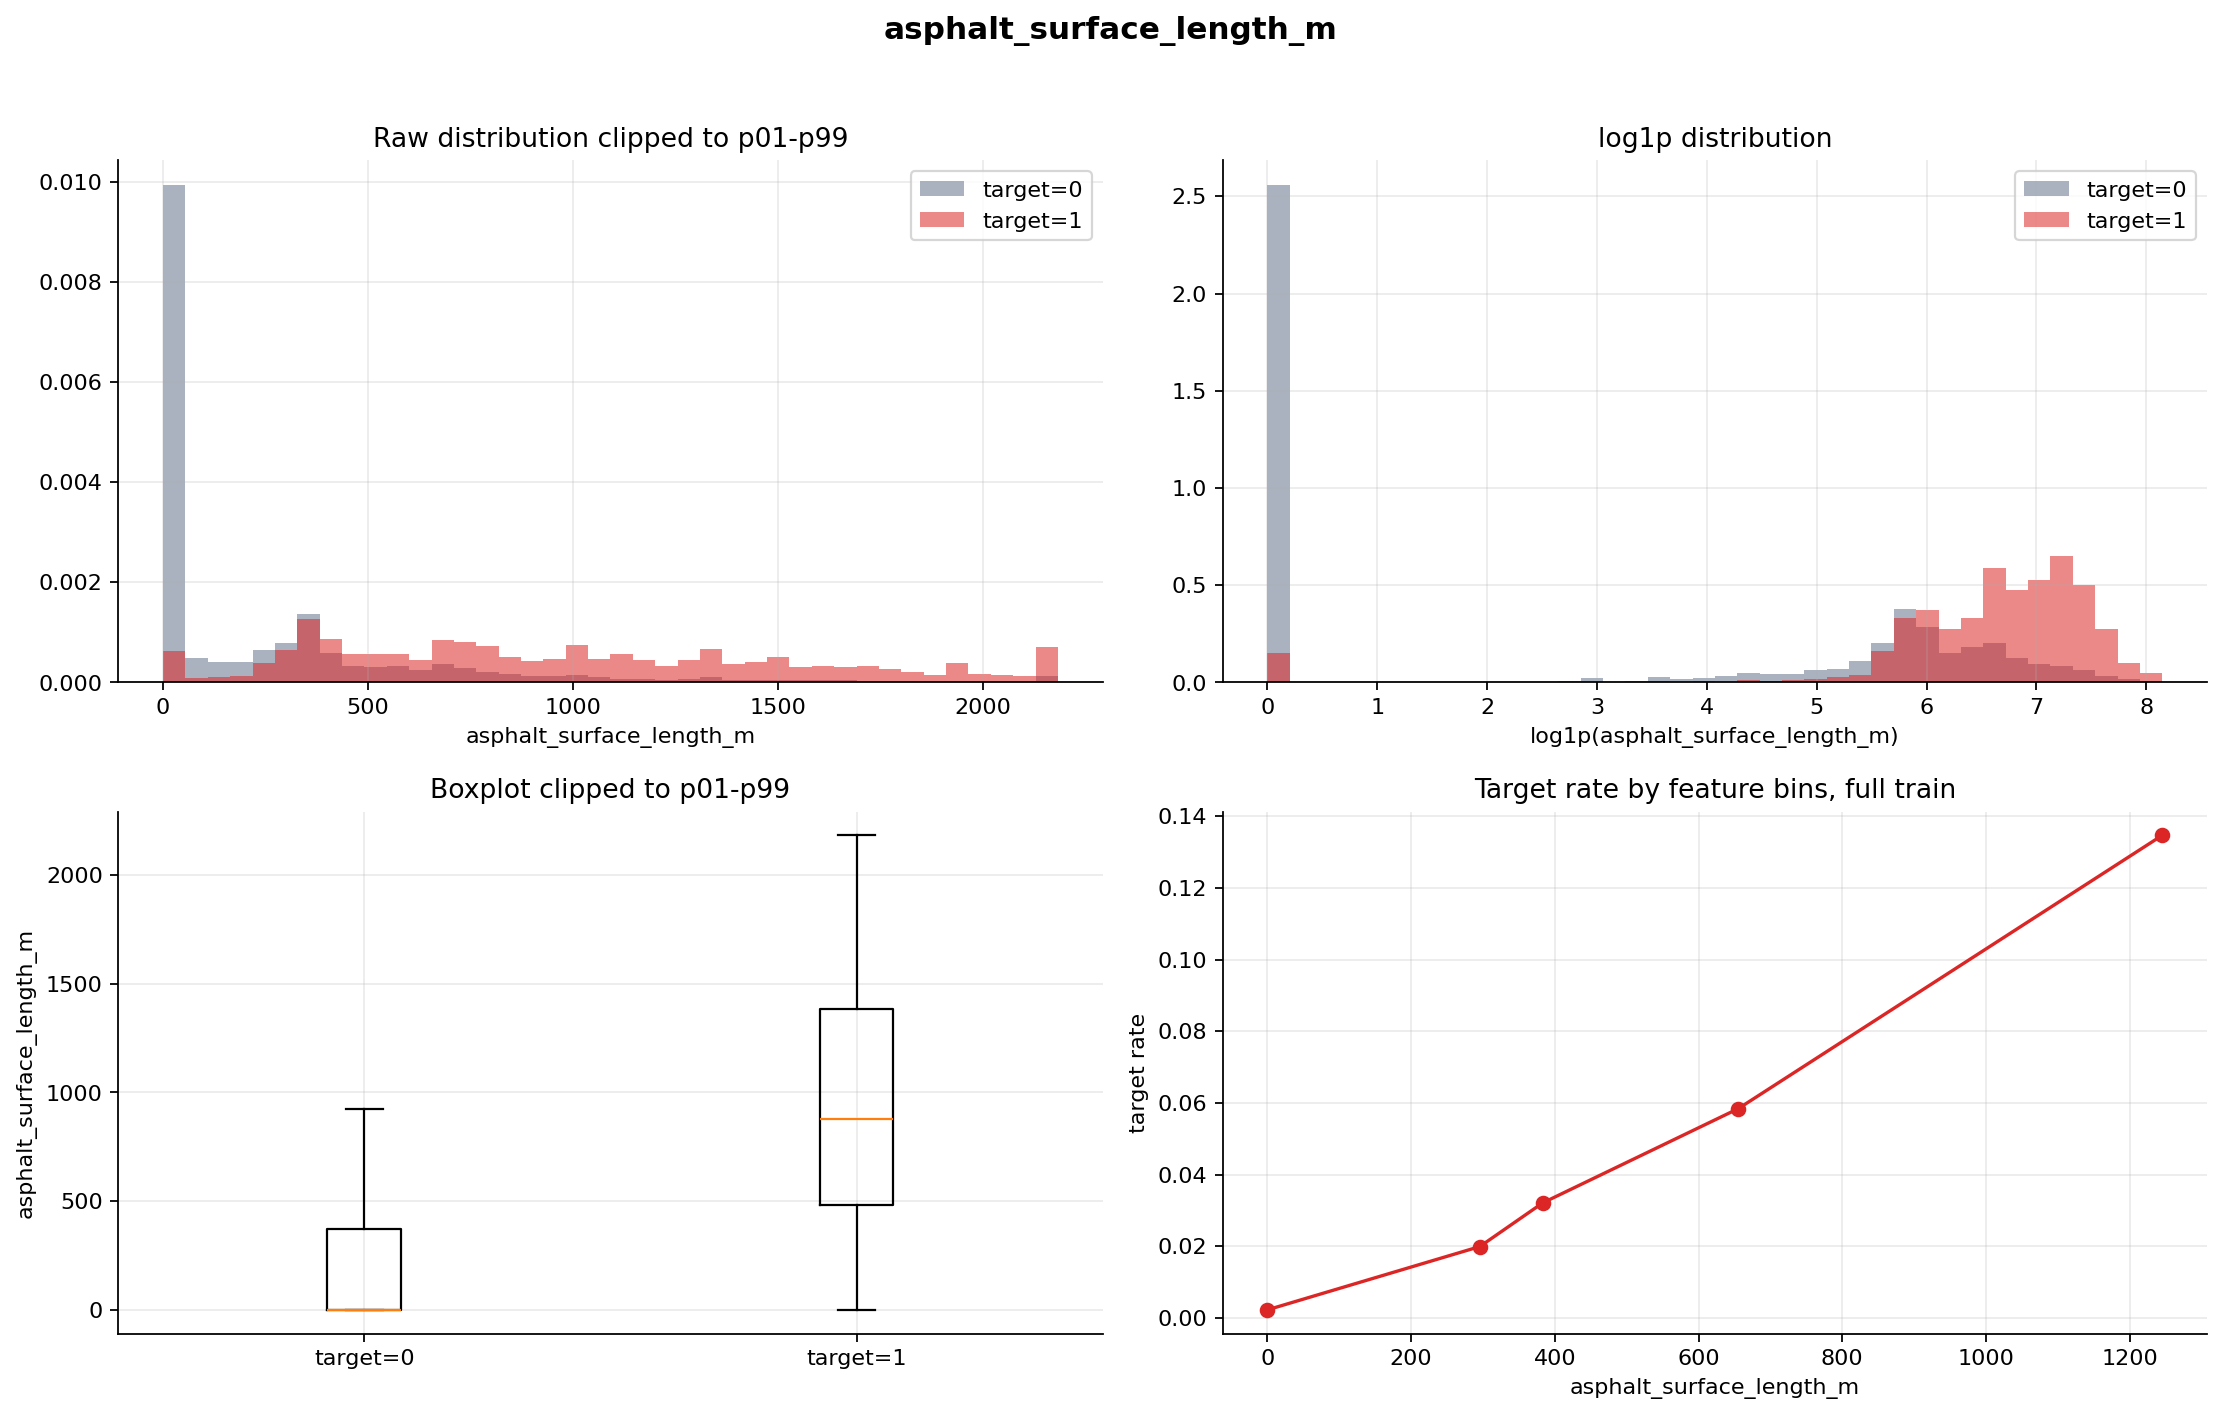 asphalt_surface_length_m
Raw distribution clipped to p01-p99
0.010
0.008
0.006
0.004
0.002
0.000
target=0
target=1
0
500
1000
1500
2000
asphalt_surface_length_m
log1p distribution
2.5
2.0
1.5
1.0
0.5
0.0
target=0
target=1
0
1
2
3
4
5
6
7
8
log1p(asphalt_surface_length_m)
Boxplot clipped to p01-p99
asphalt_surface_length_m
2000
1500
1000
500
0
target=0
target=1
Target rate by feature bins, full train
target rate
0.14
0.12
0.10
0.08
0.06
0.04
0.02
0.00
0
200
400
600
800
1000
1200
asphalt_surface_length_m